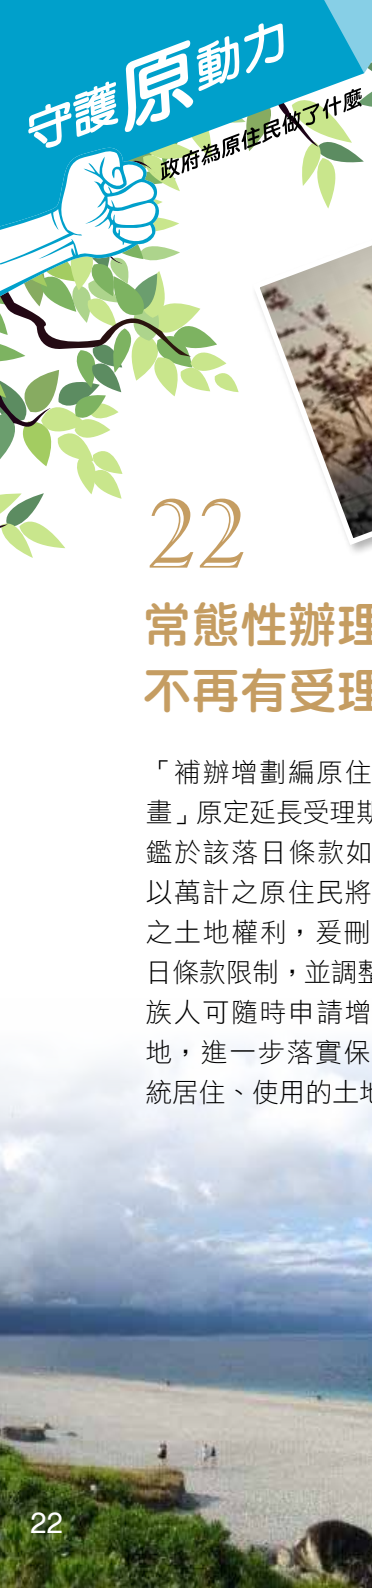 守護原動力
政府為原住民做了什麼
22
常態性辦理
不再有受理
「補辦增劃編原住
畫」原定延長受理期
鑑於該落日條款如
以萬計之原住民將
之土地權利，爰刪
日條款限制，並調整
族人可隨時申請增
地，進一步落實保
統居住、使用的土地
22